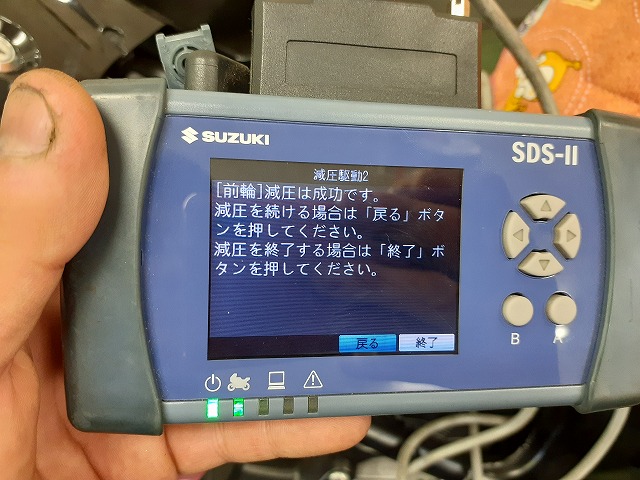 SUZUKI
SDS-II
減圧駆動2
[前輪]減圧は成功です。
減圧を続ける場合は「戻る」ボタ
ンを押してください。
減圧を終了する場合は「終了」ボ
タンを押してください。
戻る 終了
B A